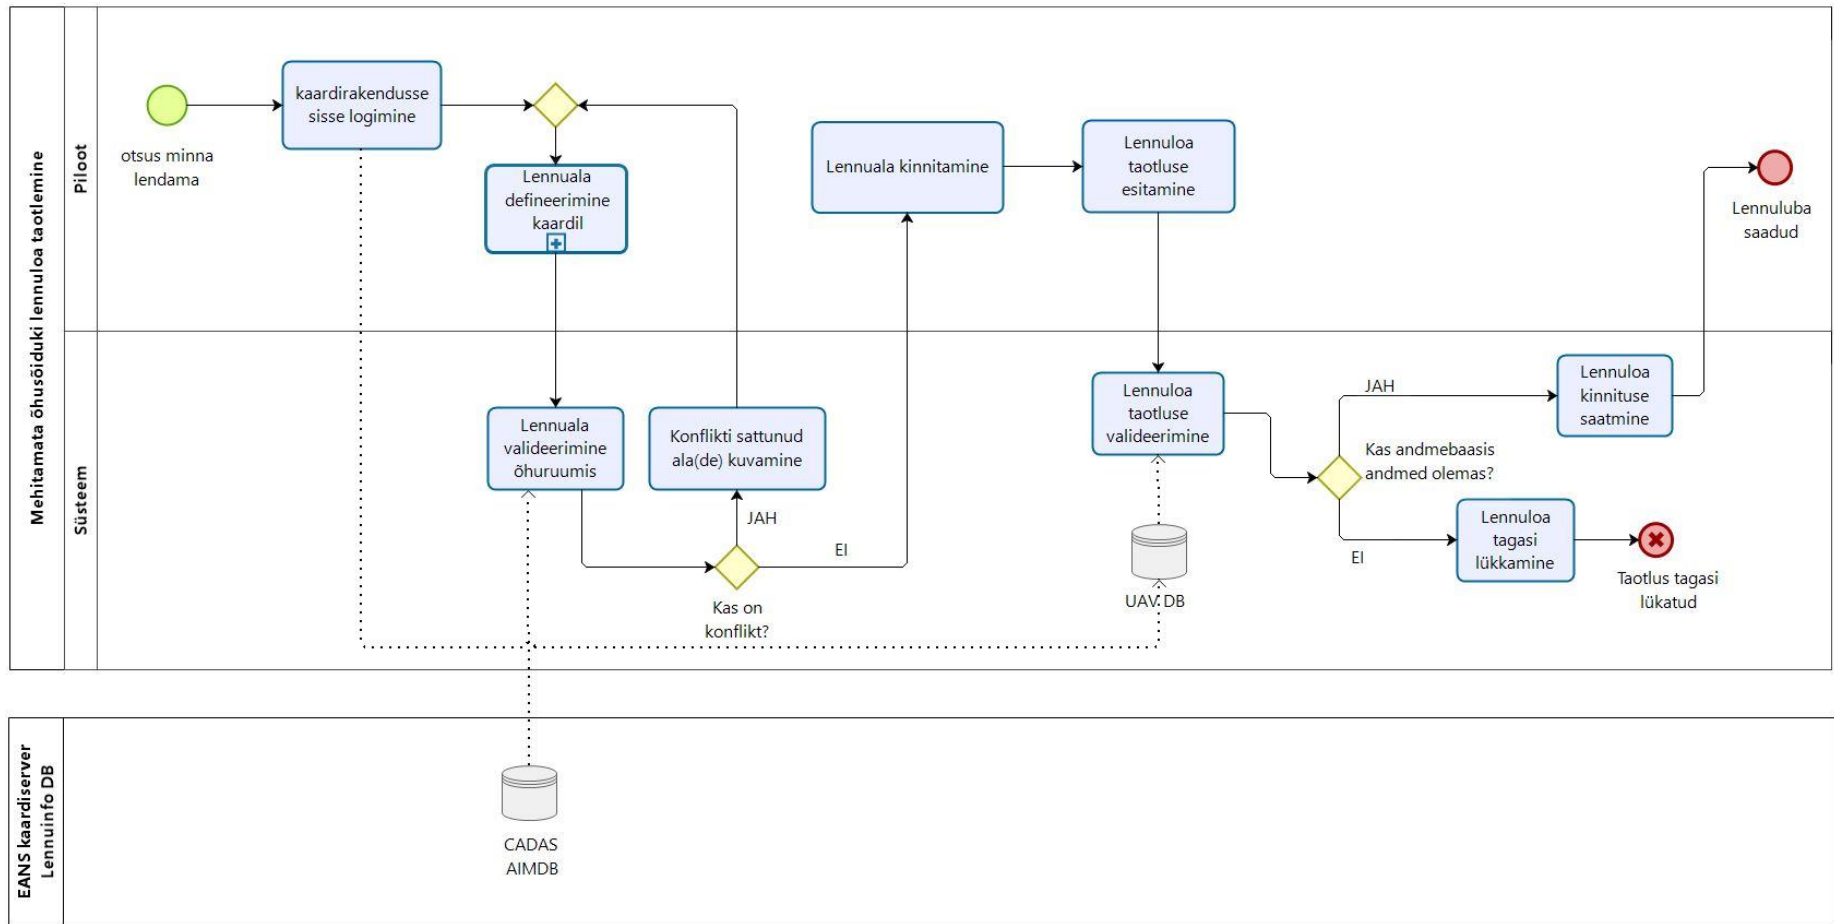 Mehitamata õhusõiduki lennuloa taotlemine
Piloot
otsus minna
lendama
kaardirakendusse
sisse logimine
Lennuala
defineerimine
kaardil
Lennuala kinnitamine
Lennuloa
taotluse
esitamine
Lennuluba
saadud
Süsteem
Lennuala
valideerimine
õhuruumis
Konflikti sattunud
ala(de) kuvamine
JAH
EI
Kas on
konflikt?
Lennuloa
taotluse
valideerimine
UAV DB
JAH
Kas andmebaasis
andmed olemas?
EI
Lennuloa
kinnituse
saatmine
Lennuloa
tagasi
lükkamine
Taotlus tagasi
lükatud
EANS kaardiserver
Lennuinfo DB
CADAS
AIMDB